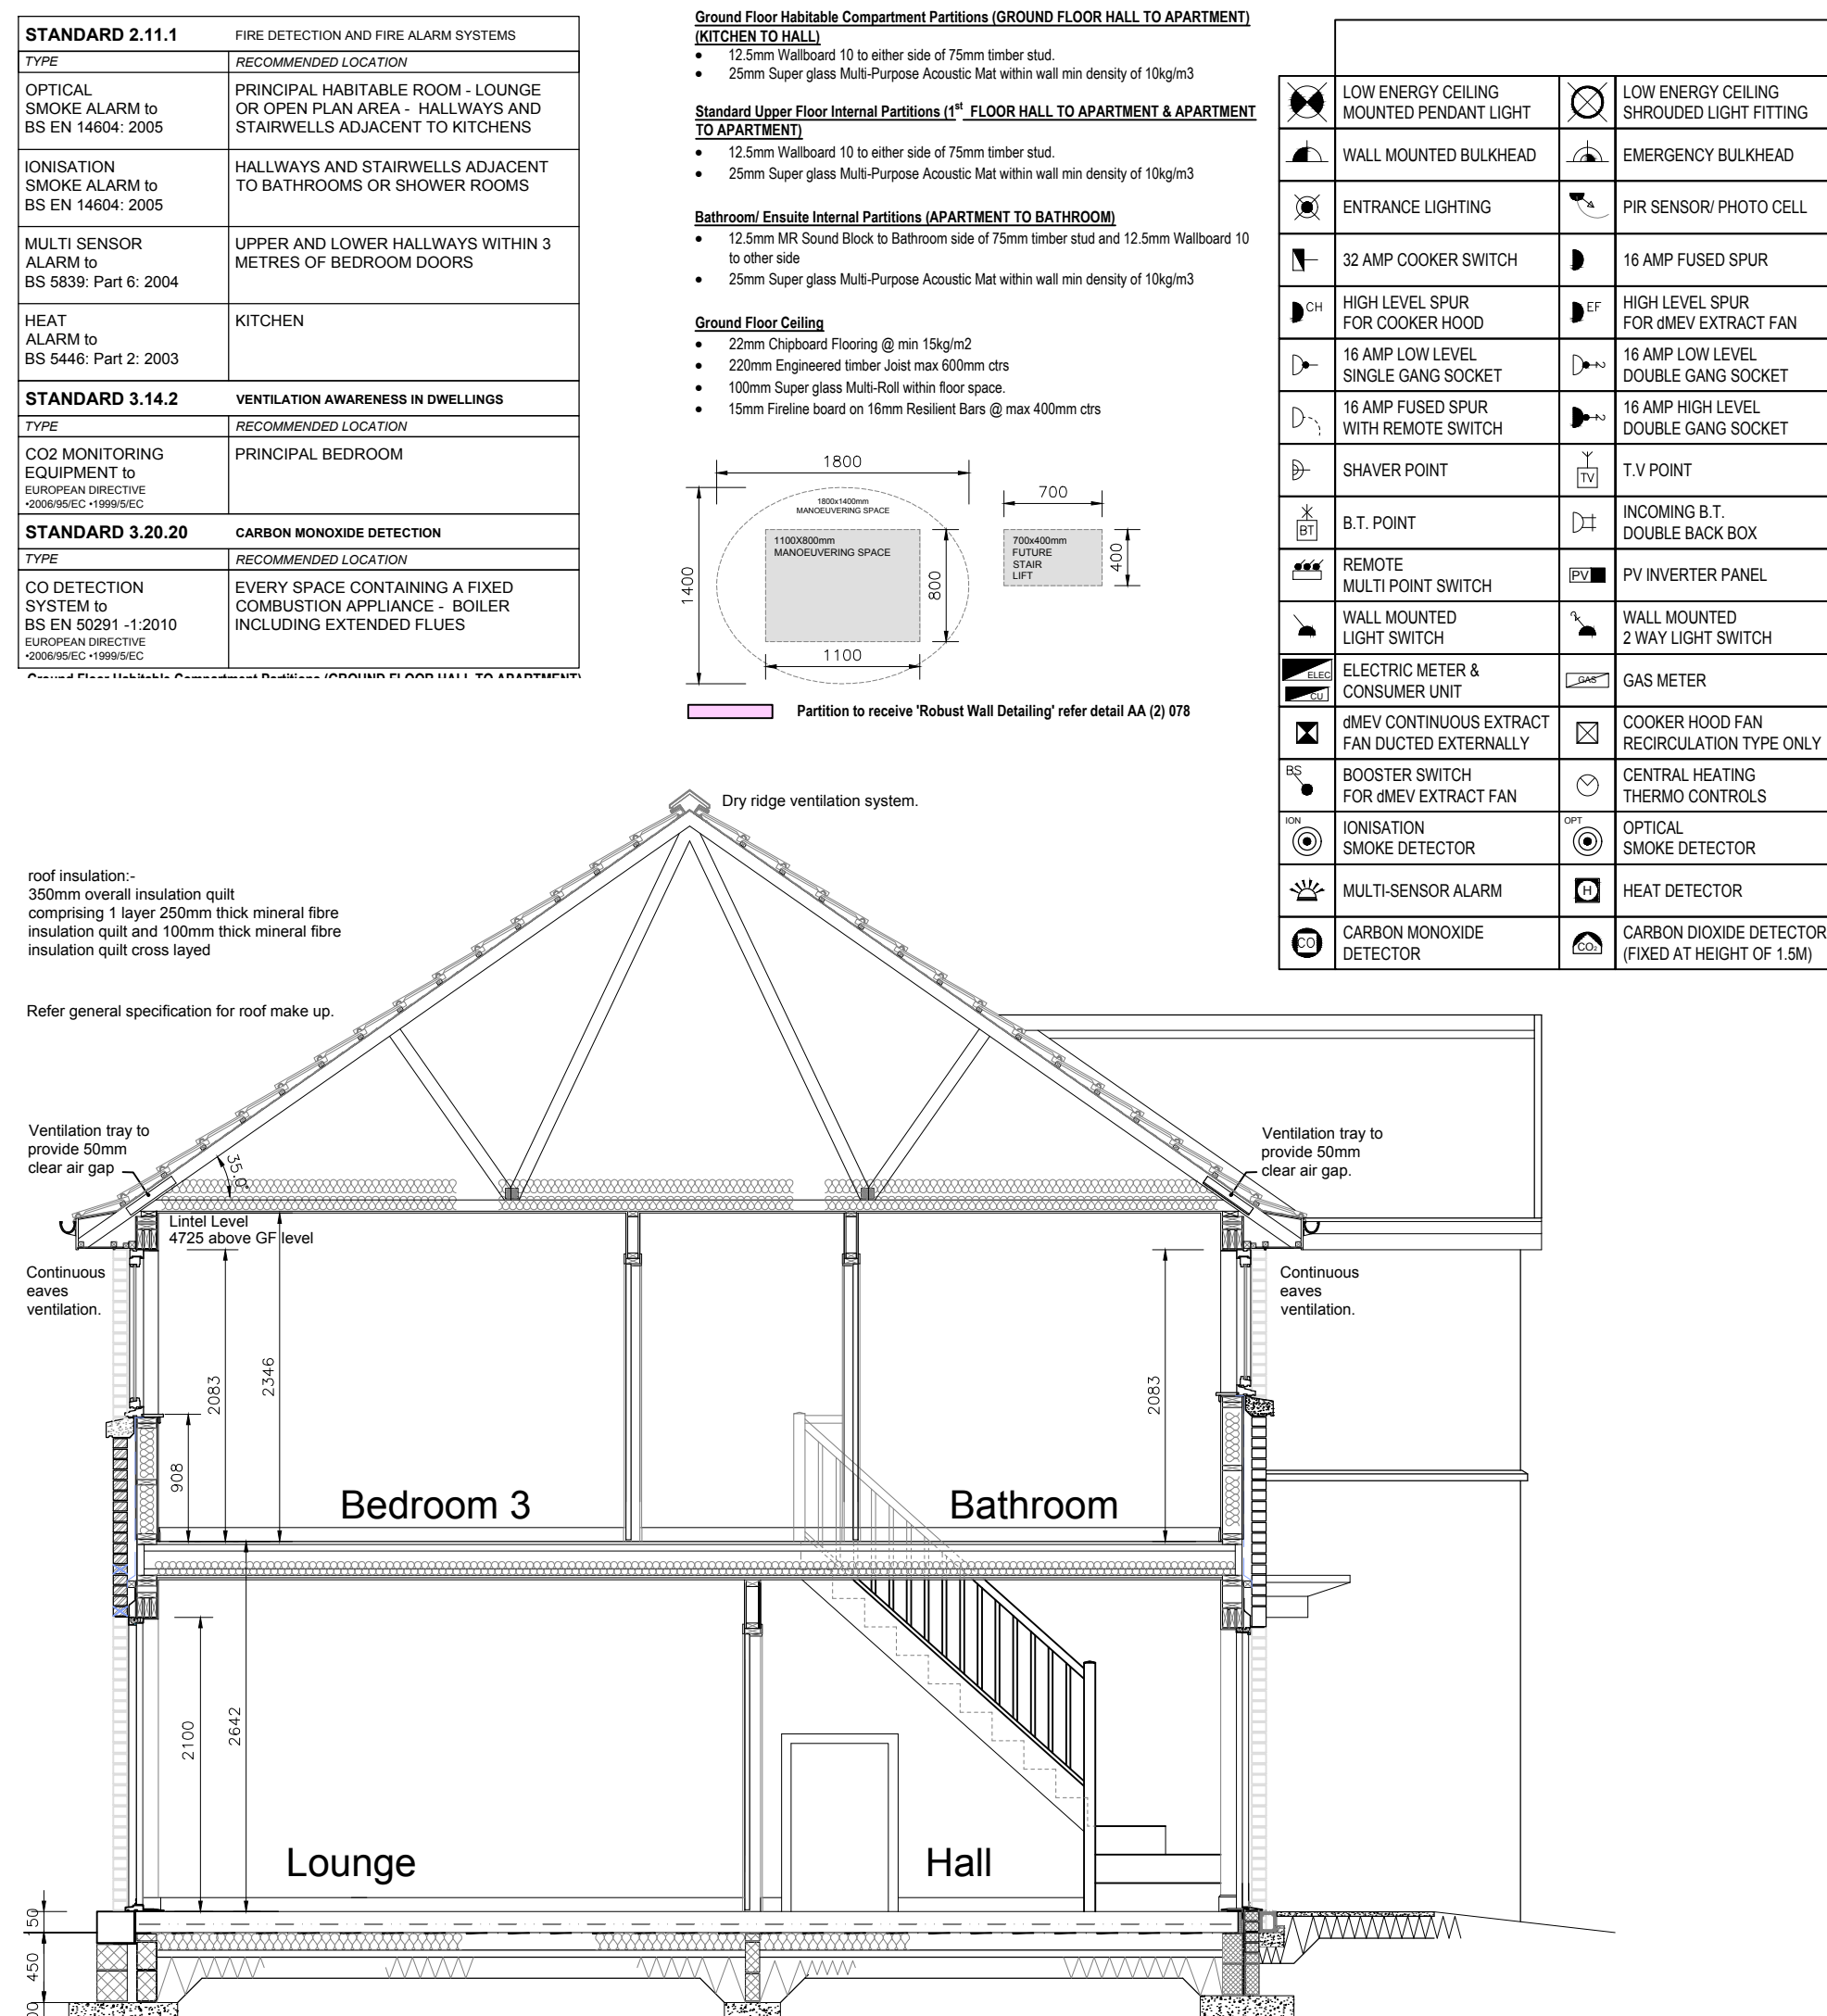 STANDARD 2.11.1 FIRE DETECTION AND FIRE ALARM SYSTEMS
TYPE RECOMMENDED LOCATION
OPTICAL
SMOKE ALARM to
BS EN 14604: 2005
PRINCIPAL HABITABLE ROOM - LOUNGE
OR OPEN PLAN AREA - HALLWAYS AND
STAIRWELLS ADJACENT TO KITCHENS
IONISATION
SMOKE ALARM to
BS EN 14604: 2005
HALLWAYS AND STAIRWELLS ADJACENT
TO BATHROOMS OR SHOWER ROOMS
MULTI SENSOR
ALARM to
BS 5839: Part 6: 2004
UPPER AND LOWER HALLWAYS WITHIN 3
METRES OF BEDROOM DOORS
HEAT
ALARM to
BS 5446: Part 2: 2003
KITCHEN
STANDARD 3.14.2 VENTILATION AWARENESS IN DWELLINGS
TYPE RECOMMENDED LOCATION
CO2 MONITORING
EQUIPMENT to
EUROPEAN DIRECTIVE
•2006/95/EC •1999/5/EC
PRINCIPAL BEDROOM
STANDARD 3.20.20 CARBON MONOXIDE DETECTION
TYPE RECOMMENDED LOCATION
CO DETECTION
SYSTEM to
BS EN 50291 -1:2010
EUROPEAN DIRECTIVE
•2006/95/EC •1999/5/EC
EVERY SPACE CONTAINING A FIXED
COMBUSTION APPLIANCE - BOILER
INCLUDING EXTENDED FLUES
Ground Floor Habitable Compartment Partitions (GROUND FLOOR HALL TO APARTMENT)
Ground Floor Habitable Compartment Partitions (GROUND FLOOR HALL TO APARTMENT)
(KITCHEN TO HALL)
• 12.5mm Wallboard 10 to either side of 75mm timber stud.
• 25mm Super glass Multi-Purpose Acoustic Mat within wall min density of 10kg/m3
Standard Upper Floor Internal Partitions (1st FLOOR HALL TO APARTMENT & APARTMENT
TO APARTMENT)
• 12.5mm Wallboard 10 to either side of 75mm timber stud.
• 25mm Super glass Multi-Purpose Acoustic Mat within wall min density of 10kg/m3
Bathroom/ Ensuite Internal Partitions (APARTMENT TO BATHROOM)
• 12.5mm MR Sound Block to Bathroom side of 75mm timber stud and 12.5mm Wallboard 10
to other side
• 25mm Super glass Multi-Purpose Acoustic Mat within wall min density of 10kg/m3
Ground Floor Ceiling
• 22mm Chipboard Flooring @ min 15kg/m2
• 220mm Engineered timber Joist max 600mm ctrs
• 100mm Super glass Multi-Roll within floor space.
• 15mm Fireline board on 16mm Resilient Bars @ max 400mm ctrs
1800
1800x1400mm
MANOEUVERING SPACE
1100X800mm
MANOEUVERING SPACE
1400
800
1100
700
700x400mm
FUTURE
STAIR
LIFT
400
Partition to receive 'Robust Wall Detailing' refer detail AA (2) 078
LOW ENERGY CEILING
MOUNTED PENDANT LIGHT
LOW ENERGY CEILING
SHROUDED LIGHT FITTING
WALL MOUNTED BULKHEAD
EMERGENCY BULKHEAD
ENTRANCE LIGHTING
PIR SENSOR/ PHOTO CELL
32 AMP COOKER SWITCH
16 AMP FUSED SPUR
CH
HIGH LEVEL SPUR
FOR COOKER HOOD
EF
HIGH LEVEL SPUR
FOR dMEV EXTRACT FAN
16 AMP LOW LEVEL
SINGLE GANG SOCKET
2
16 AMP LOW LEVEL
DOUBLE GANG SOCKET
16 AMP FUSED SPUR
WITH REMOTE SWITCH
2
16 AMP HIGH LEVEL
DOUBLE GANG SOCKET
SHAVER POINT
TV
T.V POINT
BT
B.T. POINT
INCOMING B.T.
DOUBLE BACK BOX
REMOTE
MULTI POINT SWITCH
PV
PV INVERTER PANEL
WALL MOUNTED
LIGHT SWITCH
2
WALL MOUNTED
2 WAY LIGHT SWITCH
ELEC
CU
ELECTRIC METER &
CONSUMER UNIT
GAS
GAS METER
dMEV CONTINUOUS EXTRACT
FAN DUCTED EXTERNALLY
COOKER HOOD FAN
RECIRCULATION TYPE ONLY
BS
BOOSTER SWITCH
FOR dMEV EXTRACT FAN
CENTRAL HEATING
THERMO CONTROLS
ION
IONISATION
SMOKE DETECTOR
OPT
OPTICAL
SMOKE DETECTOR
MULTI-SENSOR ALARM
H
HEAT DETECTOR
CO
CARBON MONOXIDE
DETECTOR
CO2
CARBON DIOXIDE DETECTOR
(FIXED AT HEIGHT OF 1.5M)
Dry ridge ventilation system.
roof insulation:-
350mm overall insulation quilt
comprising 1 layer 250mm thick mineral fibre
insulation quilt and 100mm thick mineral fibre
insulation quilt cross layed
Refer general specification for roof make up.
Ventilation tray to
provide 50mm
clear air gap
35.0°
Ventilation tray to
provide 50mm
clear air gap.
Lintel Level
4725 above GF level
Continuous
eaves
ventilation.
Continuous
eaves
ventilation.
908
2083
2346
2083
Bedroom 3
Bathroom
2100
2642
Lounge
Hall
150
450